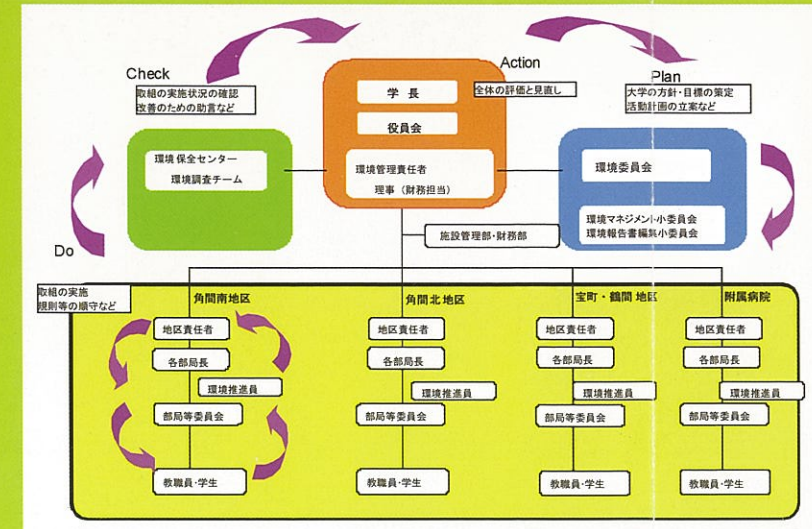 Check
取組の実施状況の確認
改善のための助言など
Action
全体の評価と見直し
Plan
大学の方針・目標の策定
活動計画の立案など
学長
役員会
環境管理責任者
理事（財務担当）
環境保全センター
環境調査チーム
環境委員会
環境マネジメント小委員会
環境報告書編集小委員会
施設管理部・財務部
Do
取組の実施
規則等の順守など
角間南地区
地区責任者
各部局長
環境推進員
部局等委員会
教職員・学生
角間北地区
地区責任者
各部局長
環境推進員
部局等委員会
教職員・学生
宝町・鶴間地区
地区責任者
各部局長
環境推進員
部局等委員会
教職員・学生
附属病院
地区責任者
各部局長
環境推進員
部局等委員会
教職員・学生